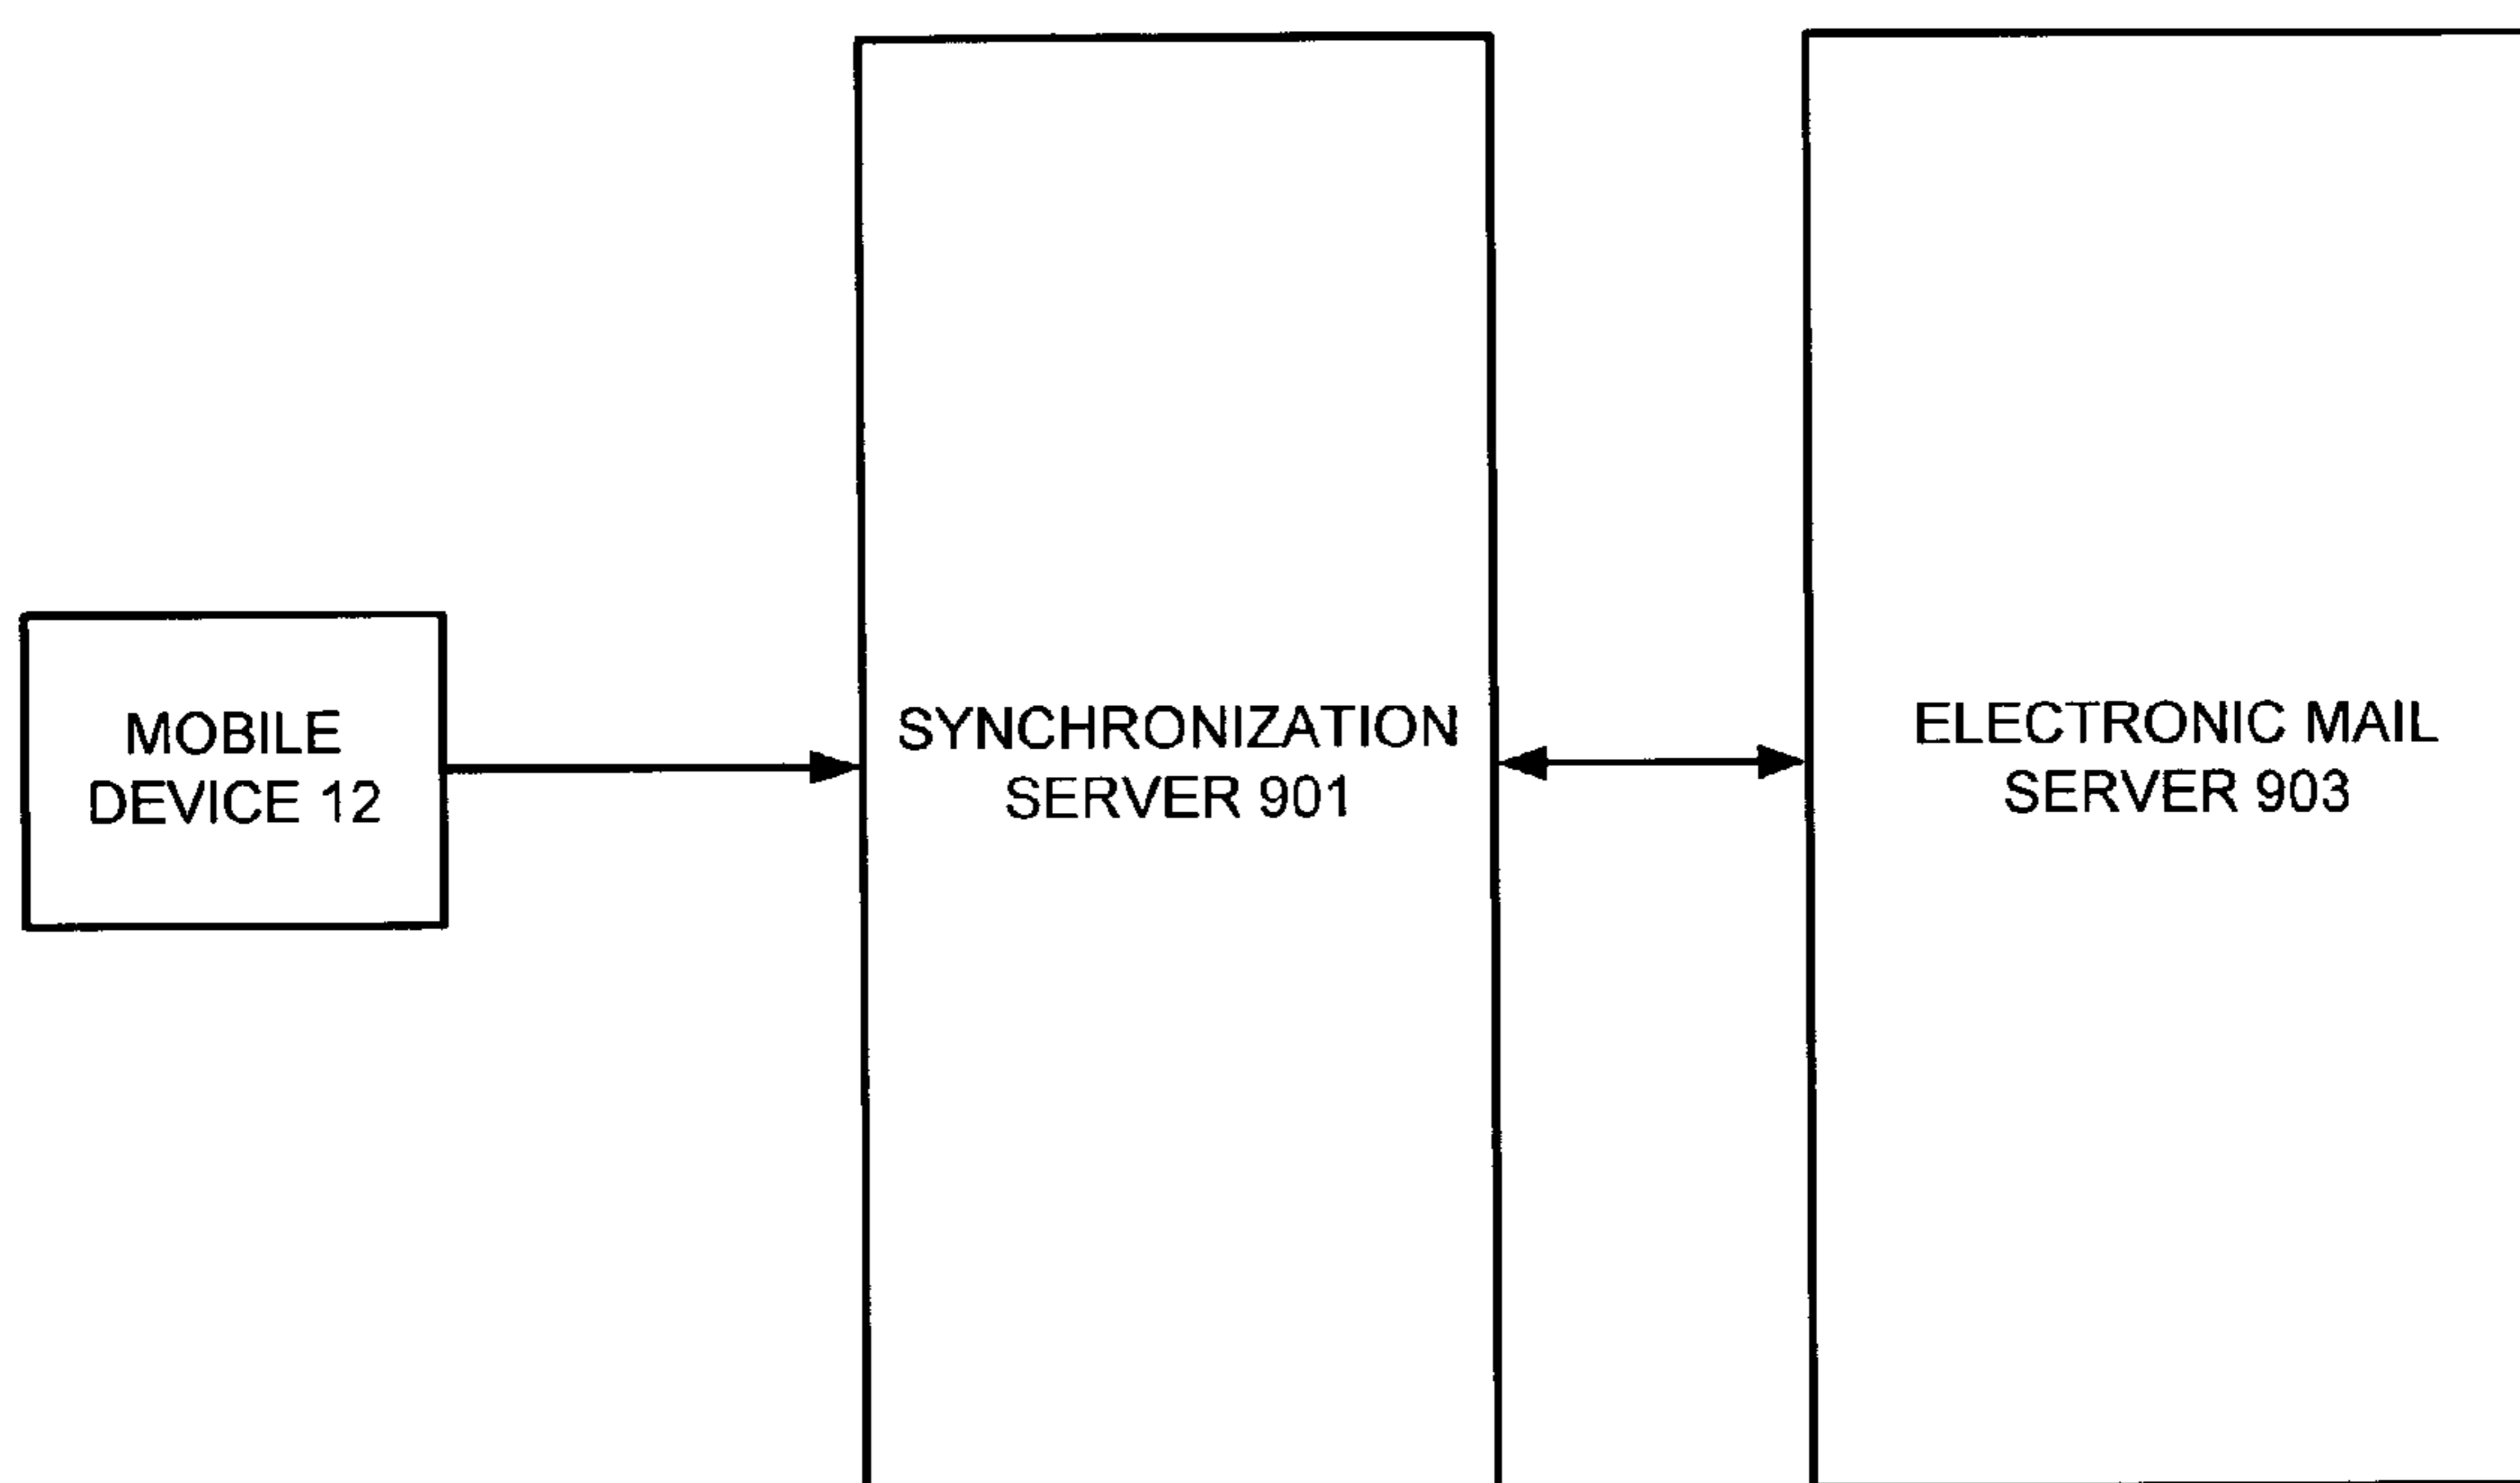 MOBILE
DEVICE 12
SYNCHRONIZATION
SERVER 901
ELECTRONIC MAIL
SERVER 903